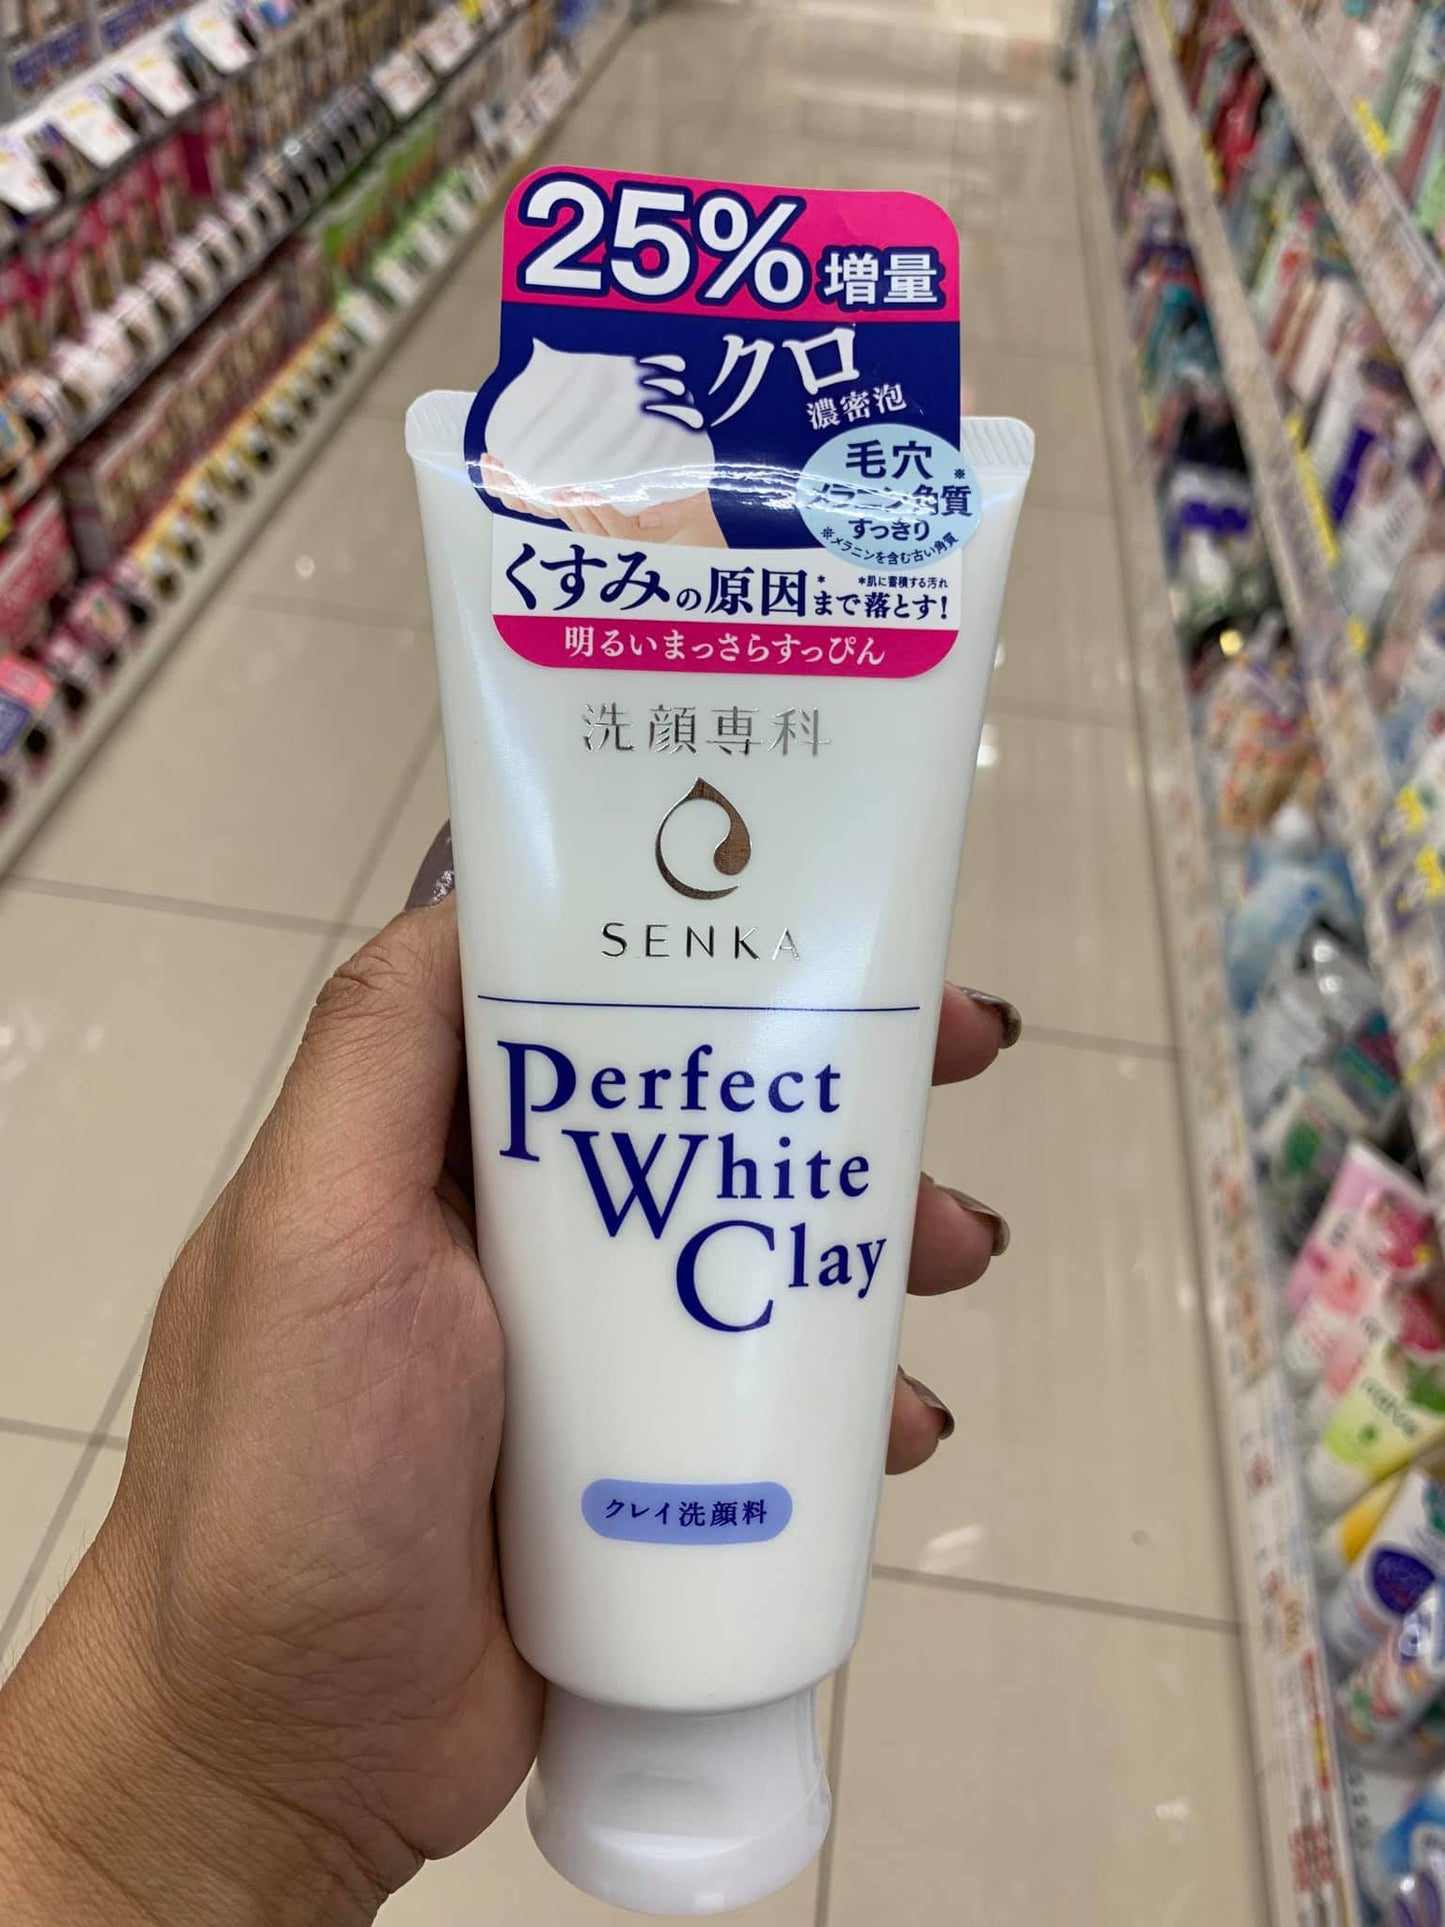 25%増量
ミクロ
濃密泡
毛穴
メラニン角質※
すっきり
※メラニンを含む古い角質
くすみの原因*まで落とす!
*肌に蓄積する汚れ
明るいまっさらすっぴん
洗顔専科
SENKA
Perfect
White
Clay
クレイ洗顔料